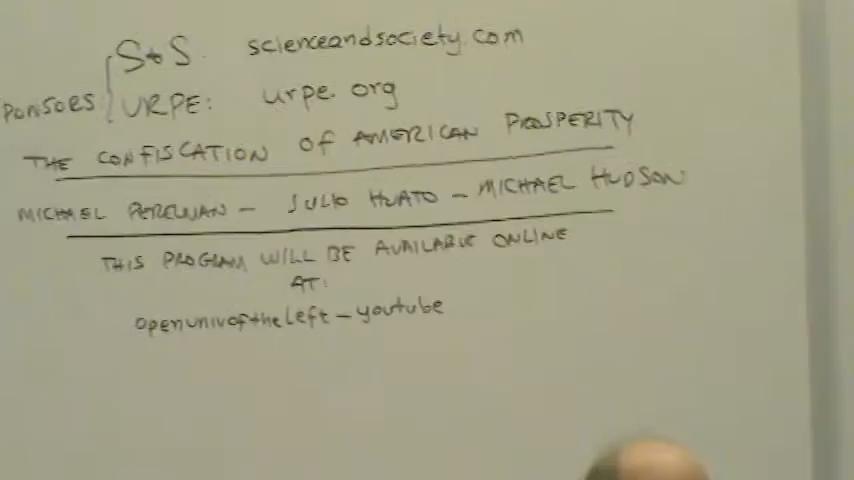 S&S. scienceandsociety.com
PONSORS URPE: urpe.org
THE CONFISCATION OF AMERICAN PROSPERITY
MICHAEL PERELMAN - JULIO HUATO - MICHAEL HUDSON
THIS PROGRAM WILL BE AVAILABLE ONLINE
AT:
openunivoftheleft - youtube